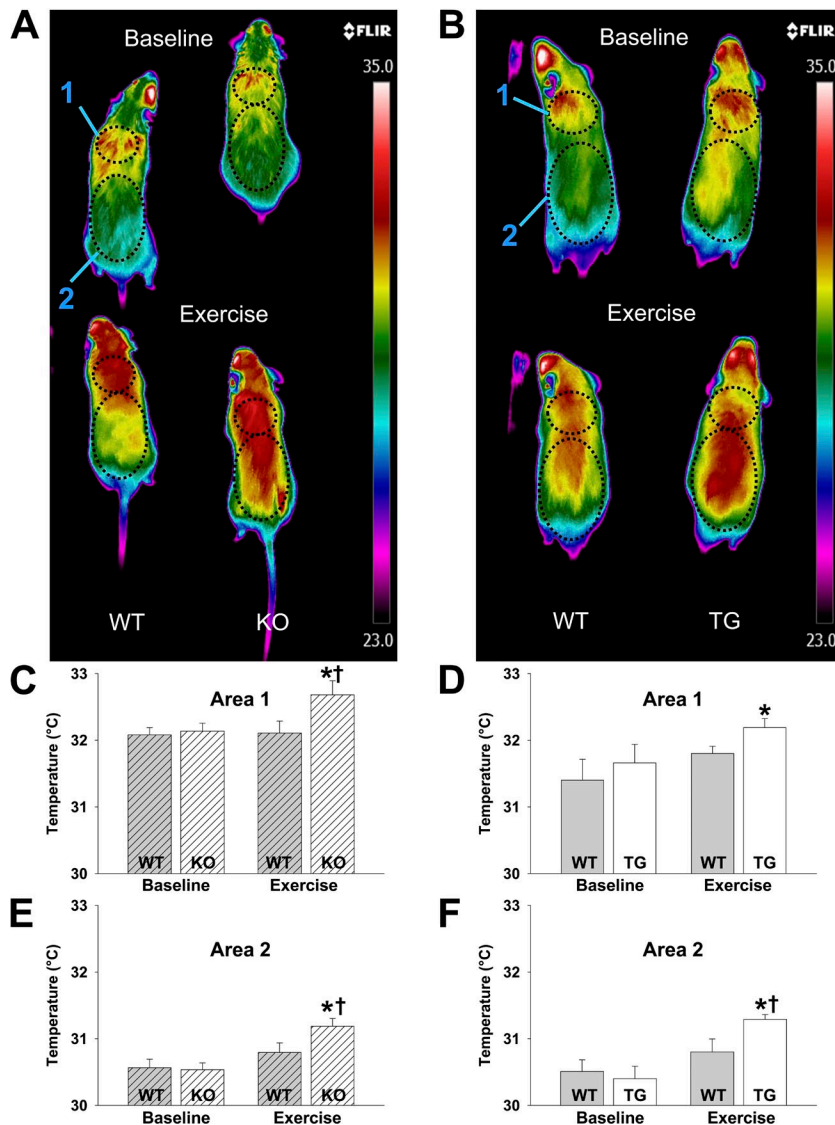 A
Baseline
FLIR
35.0
1
2
Exercise
WT
KO
23.0
B
Baseline
FLIR
35.0
1
2
Exercise
WT
TG
23.0
C
Area 1
*†
Temperature (°C)
33
32
31
30
WT
KO
WT
KO
Baseline
Exercise
D
Area 1
*
Temperature (°C)
33
32
31
30
WT
TG
WT
TG
Baseline
Exercise
E
Area 2
*†
Temperature (°C)
33
32
31
30
WT
KO
WT
KO
Baseline
Exercise
F
Area 2
*†
Temperature (°C)
33
32
31
30
WT
TG
WT
TG
Baseline
Exercise